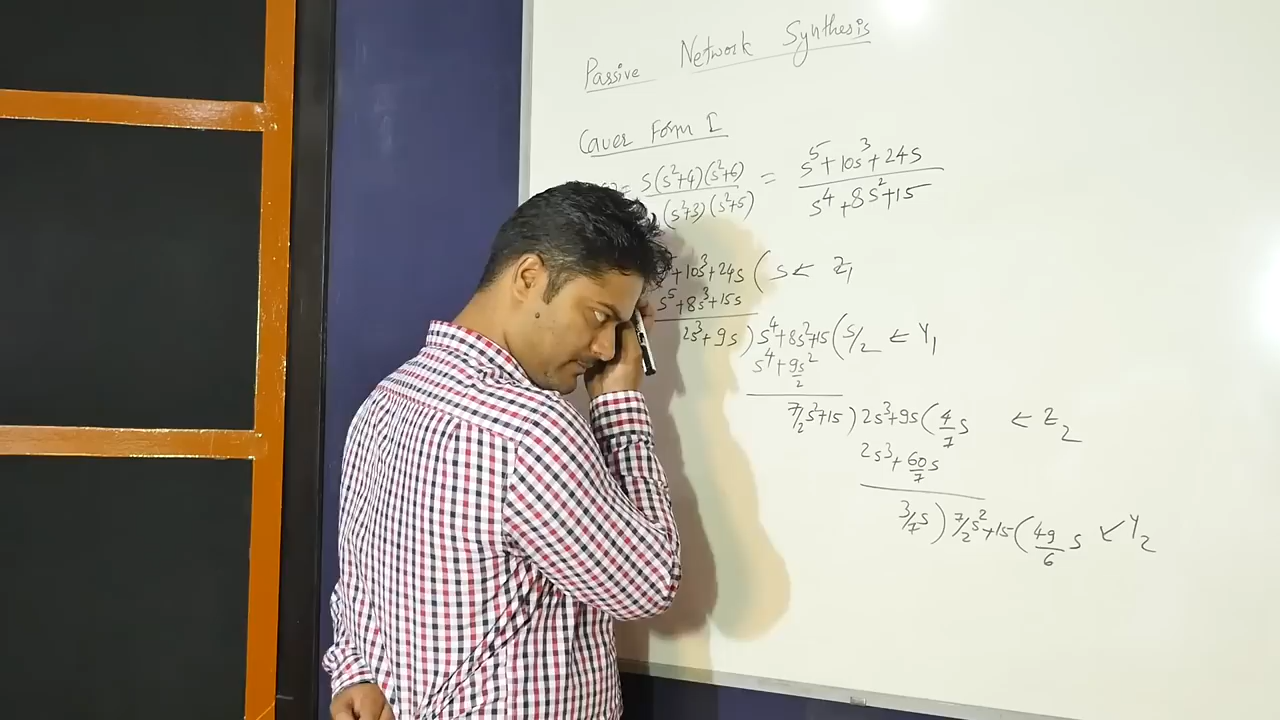 Passive Network Synthesis
Cauer Form I
= s(s²+4)(s²+6) / (s²+3)(s²+5) = s⁵+10s³+24s / s⁴+8s²+15
s⁵+10s³+24s ( s ← Z₁
s⁵+8s³+15s
2s³+9s ) s⁴+8s²+15 ( s/2 ← Y₁
s⁴+9s²/2
7/2s²+15 ) 2s³+9s ( 4/7 s ← Z₂
2s³+60/7 s
3/7s ) 7/2s²+15 ( 49/6 s ← Y₂